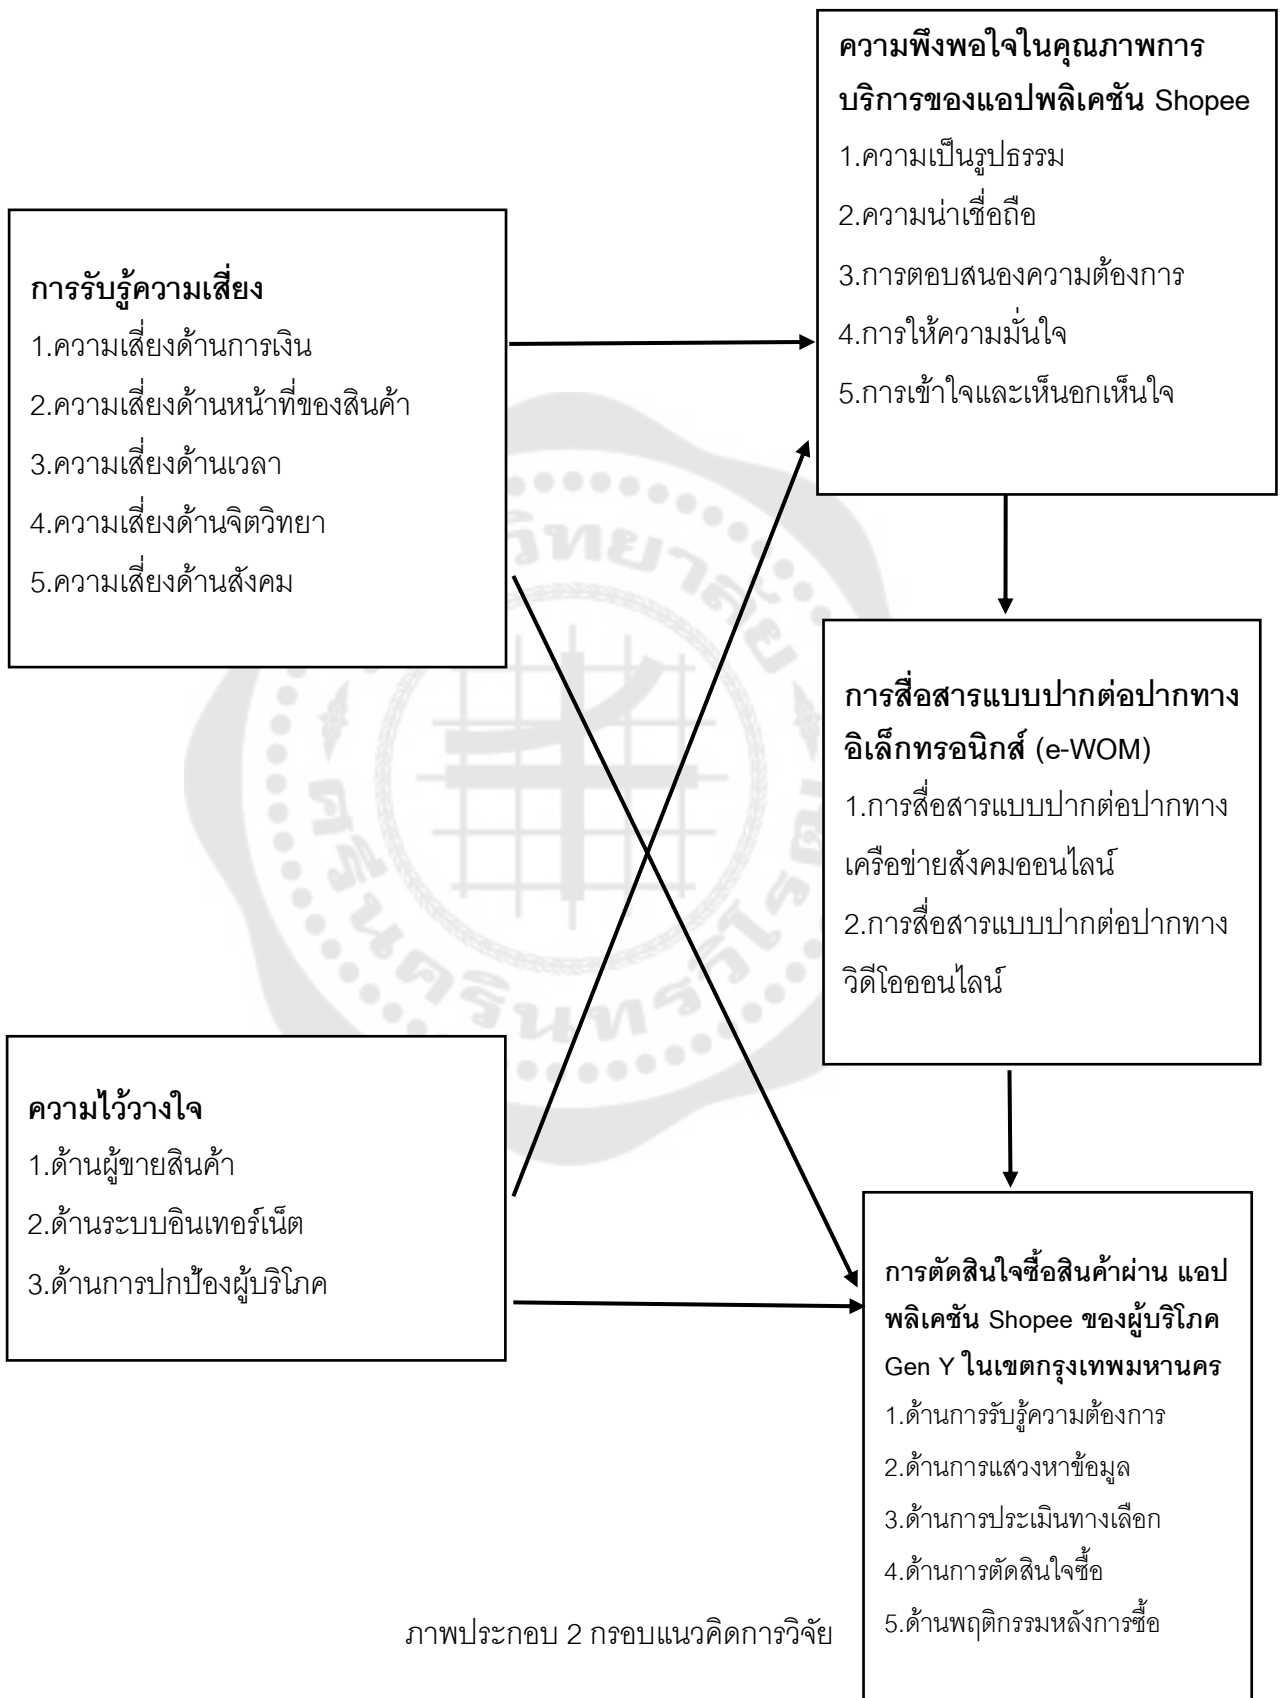 ความพึงพอใจในคุณภาพการ
บริการของแอปพลิเคชัน Shopee
1.ความเป็นรูปธรรม
2.ความน่าเชื่อถือ
3.การตอบสนองความต้องการ
4.การให้ความมั่นใจ
5.การเข้าใจและเห็นอกเห็นใจ
การรับรู้ความเสี่ยง
1.ความเสี่ยงด้านการเงิน
2.ความเสี่ยงด้านหน้าที่ของสินค้า
3.ความเสี่ยงด้านเวลา
4.ความเสี่ยงด้านจิตวิทยา
5.ความเสี่ยงด้านสังคม
การสื่อสารแบบปากต่อปากทาง
อิเล็กทรอนิกส์ (e-WOM)
1.การสื่อสารแบบปากต่อปากทาง
เครือข่ายสังคมออนไลน์
2.การสื่อสารแบบปากต่อปากทาง
วิดีโอออนไลน์
ความไว้วางใจ
1.ด้านผู้ขายสินค้า
2.ด้านระบบอินเทอร์เน็ต
3.ด้านการปกป้องผู้บริโภค
การตัดสินใจซื้อสินค้าผ่าน แอป
พลิเคชัน Shopee ของผู้บริโภค
Gen Y ในเขตกรุงเทพมหานคร
1.ด้านการรับรู้ความต้องการ
2.ด้านการแสวงหาข้อมูล
3.ด้านการประเมินทางเลือก
4.ด้านการตัดสินใจซื้อ
5.ด้านพฤติกรรมหลังการซื้อ
ภาพประกอบ 2 กรอบแนวคิดการวิจัย